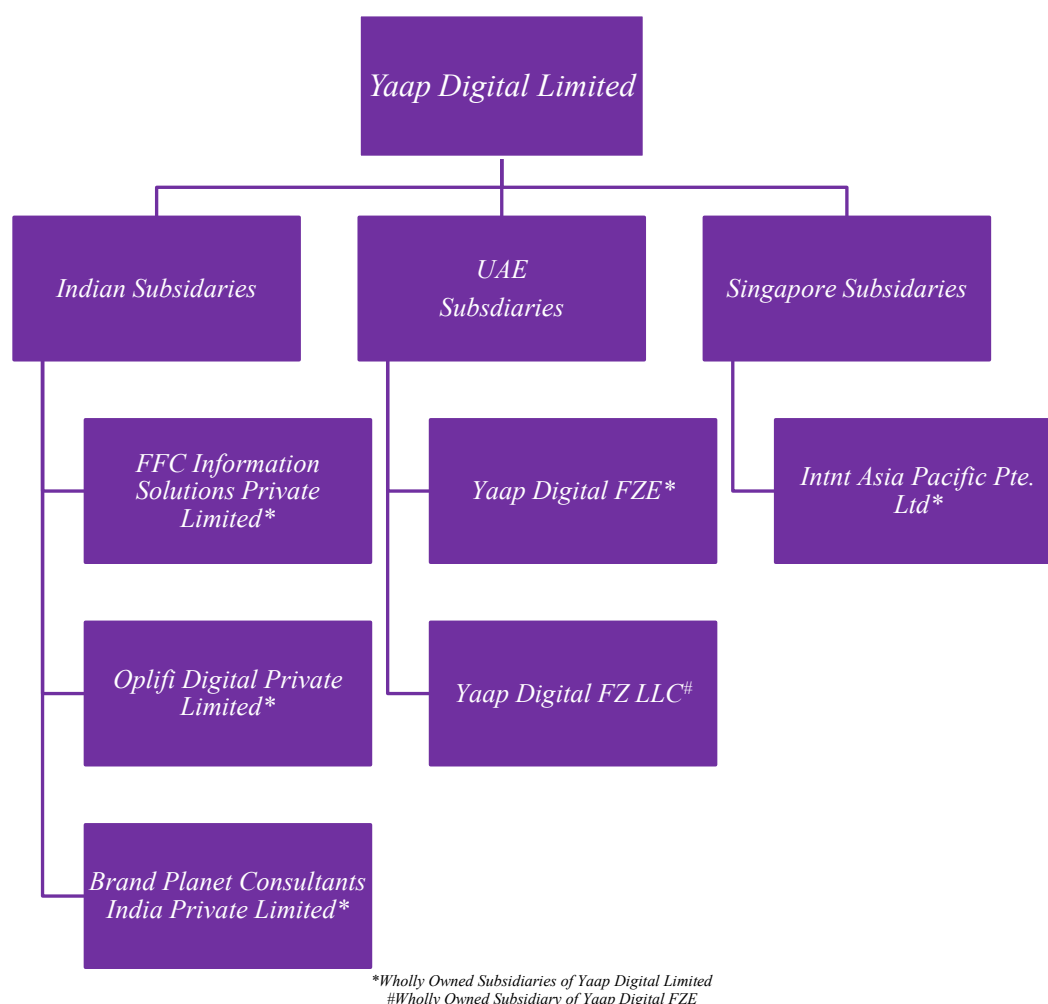 Yaap Digital Limited
Indian Subsidaries
UAE
Subsdiaries
Singapore Subsidaries
FFC Information
Solutions Private
Limited*
Yaap Digital FZE*
Intnt Asia Pacific Pte.
Ltd*
Oplifi Digital Private
Limited*
Yaap Digital FZ LLC#
Brand Planet Consultants
India Private Limited*
*Wholly Owned Subsidiaries of Yaap Digital Limited
#Wholly Owned Subsidiary of Yaap Digital FZE